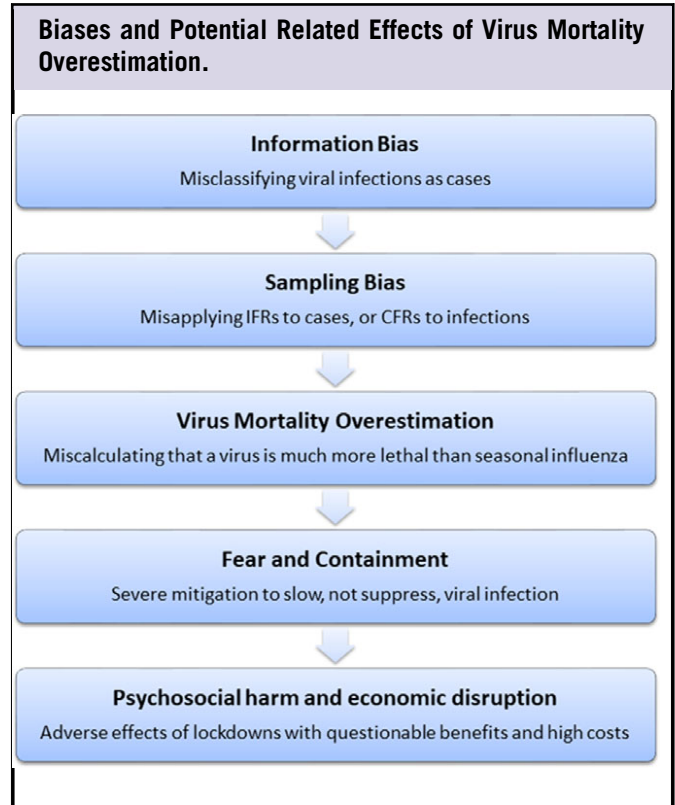 Biases and Potential Related Effects of Virus Mortality
Overestimation.
Information Bias
Misclassifying viral infections as cases
Sampling Bias
Misapplying IFRs to cases, or CFRs to infections
Virus Mortality Overestimation
Miscalculating that a virus is much more lethal than seasonal influenza
Fear and Containment
Severe mitigation to slow, not suppress, viral infection
Psychosocial harm and economic disruption
Adverse effects of lockdowns with questionable benefits and high costs